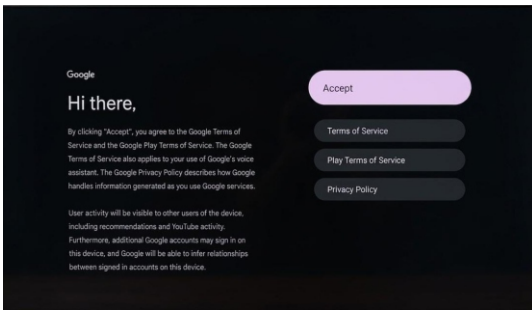 Google
Hi there,
By clicking "Accept", you agree to the Google Terms of
Service and the Google Play Terms of Service. The Google
Terms of Service also applies to your use of Google's voice
assistant. The Google Privacy Policy describes how Google
handles information generated as you use Google services.
User activity will be visible to other users of the device,
including recommendations and YouTube activity.
Furthermore, additional Google accounts may sign in on
this device, and Google will be able to infer relationships
between signed in accounts on this device.
Accept
Terms of Service
Play Terms of Service
Privacy Policy